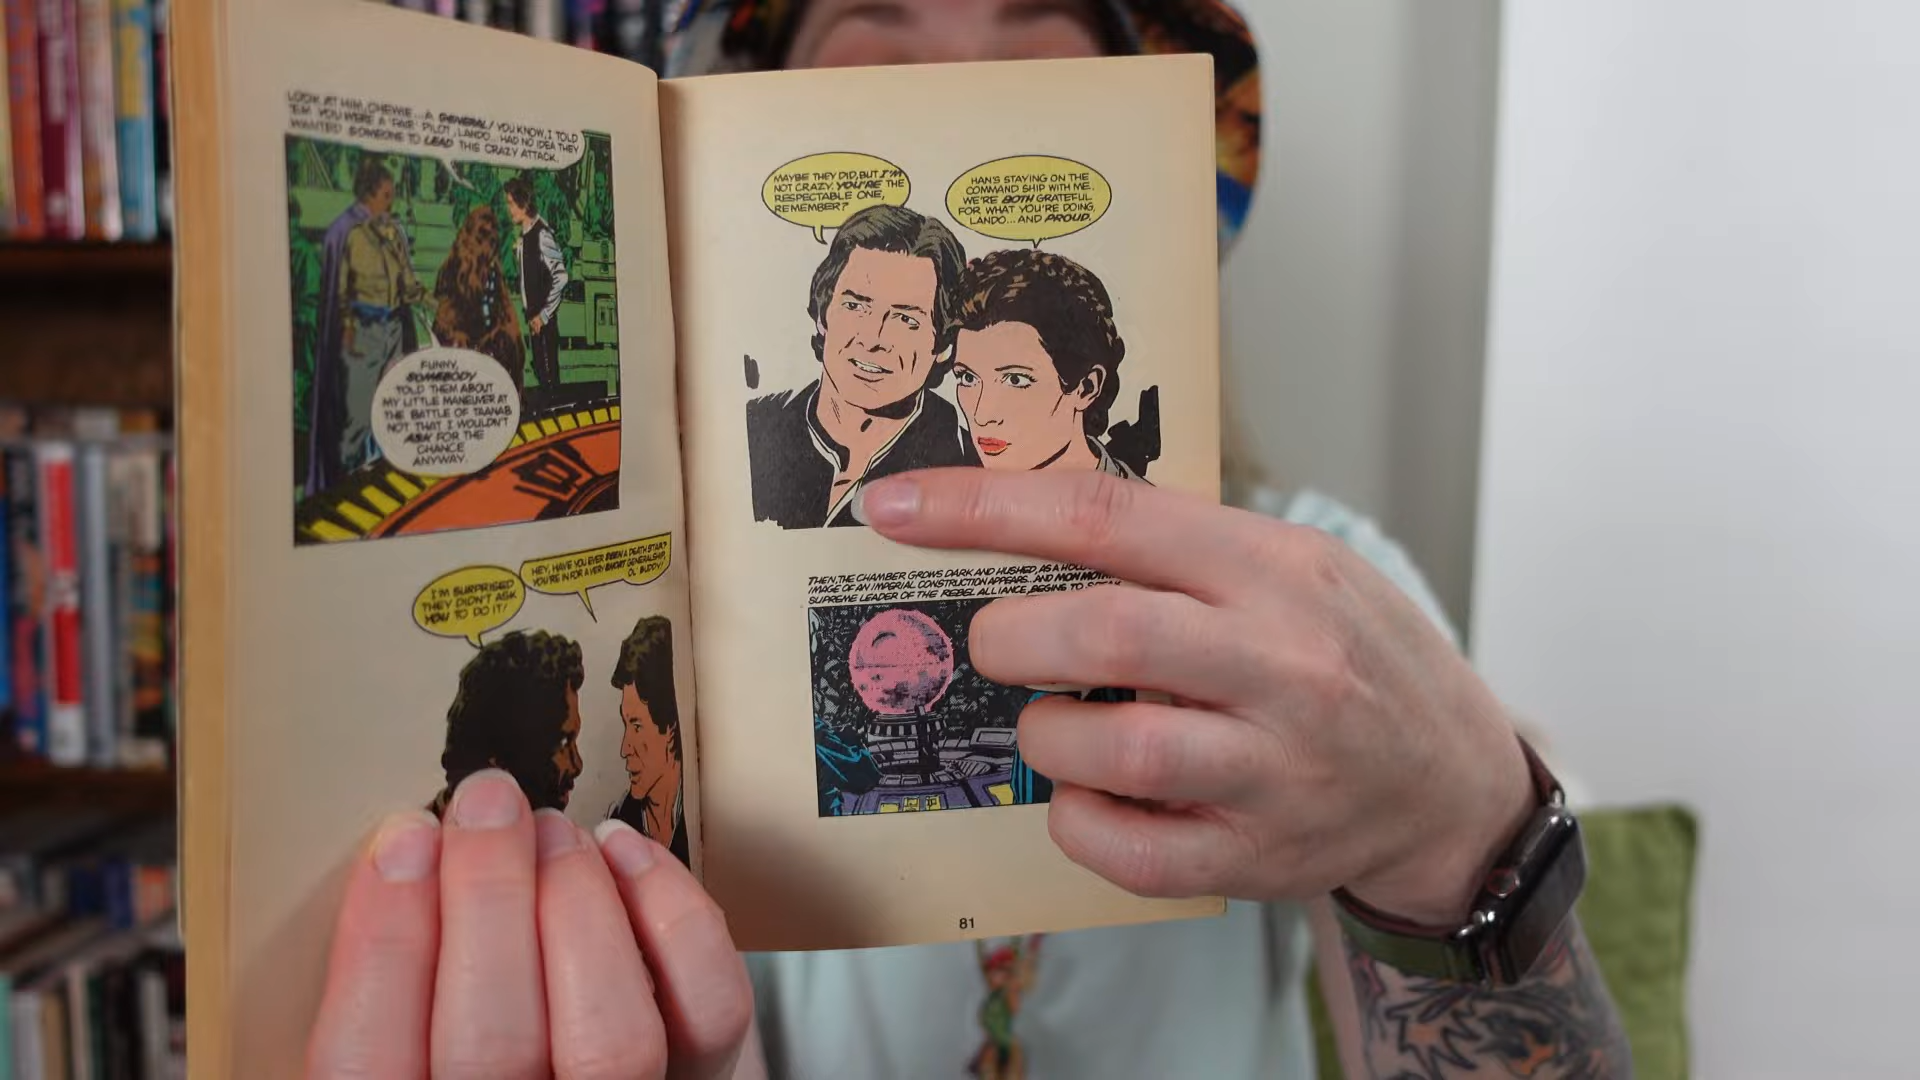 LOOK AT HIM, CHEWIE...A GENERAL! YOU KNOW, I TOLD
'EM YOU WERE A 'FAIR' PILOT, LANDO... HAD NO IDEA THEY
WANTED SOMEONE TO LEAD THIS CRAZY ATTACK.
FUNNY,
SOMEBODY
TOLD THEM ABOUT
MY LITTLE MANEUVER AT
THE BATTLE OF TAANAB
NOT THAT I WOULDN'T
ASK FOR THE
CHANCE
ANYWAY.
I'M SURPRISED
THEY DIDN'T ASK
YOU TO DO IT!
HEY, HAVE YOU EVER SEEN A DEATH STAR?
YOU'RE IN FOR A VERY SHORT GENERALSHIP,
OL' BUDDY!
MAYBE THEY DID, BUT I'M
NOT CRAZY. YOU'RE THE
RESPECTABLE ONE,
REMEMBER?
HAN'S STAYING ON THE
COMMAND SHIP WITH ME.
WE'RE BOTH GRATEFUL
FOR WHAT YOU'RE DOING,
LANDO...AND PROUD.
THEN, THE CHAMBER GROWS DARK AND HUSHED, AS A
IMAGE OF AN IMPERIAL CONSTRUCTION APPEARS...AND MON
SUPREME LEADER OF THE REBEL ALLIANCE, BEGINS TO
81